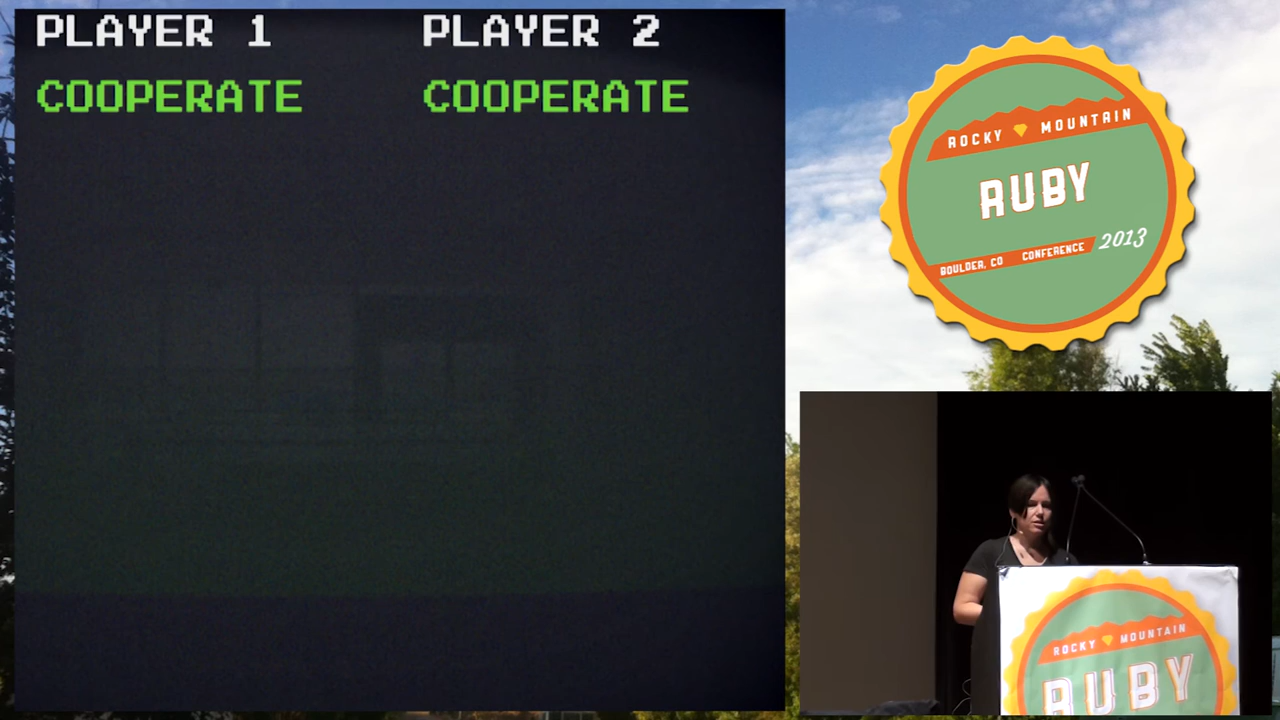 PLAYER 1 PLAYER 2
COOPERATE COOPERATE
ROCKY MOUNTAIN
RUBY
BOULDER, CO CONFERENCE 2013
ROCKY MOUNTAIN
RUBY